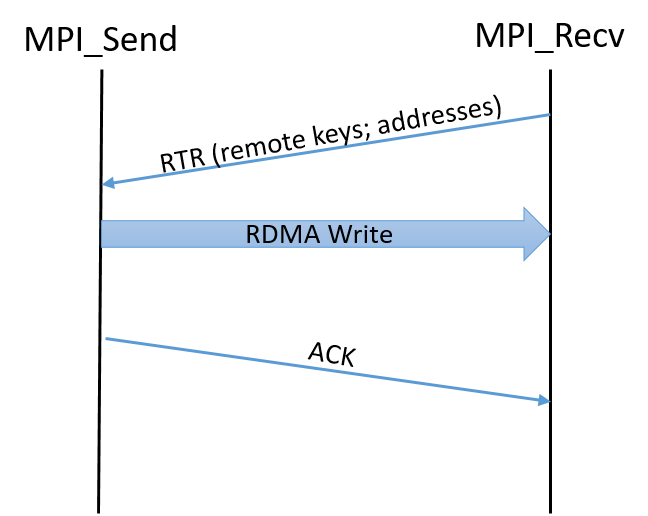 MPI_Send
MPI_Recv
RTR (remote keys; addresses)
RDMA Write
ACK